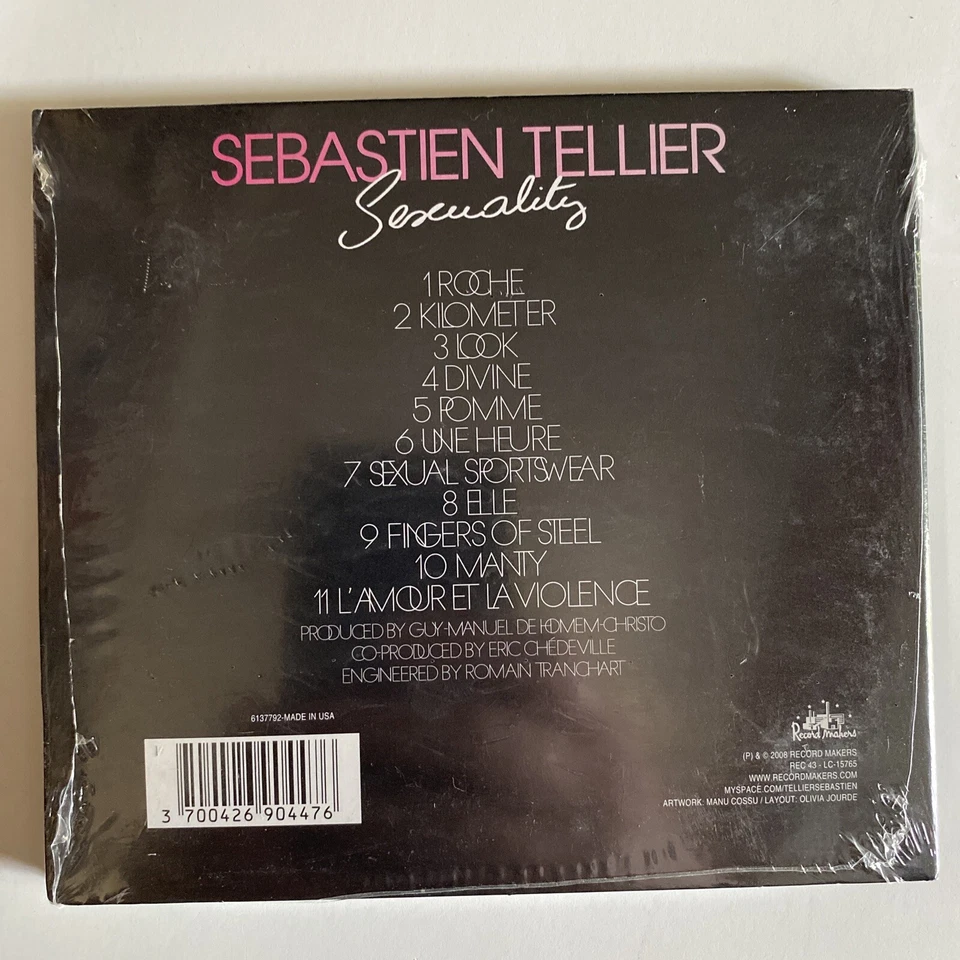 SEBASTIEN TELLIER
Sexuality
1 ROCHE
2 KILOMETER
3 LOOK
4 DIVINE
5 POMME
6 UNE HEURE
7 SEXUAL SPORTSWEAR
8 ELLE
9 FINGERS OF STEEL
10 MANTY
11 L'AMOUR ET LA VIOLENCE
PRODUCED BY GUY-MANUEL DE HOMEM-CHRISTO
CO-PRODUCED BY ERIC CHÉDEVILLE
ENGINEERED BY ROMAIN TRANCHART
6137792-MADE IN USA
3 700426 904476
Record Makers
(P) & © 2008 RECORD MAKERS
REC 43 - LC-15765
WWW.RECORDMAKERS.COM
MYSPACE.COM/TELLIERSEBASTIEN
ARTWORK: MANU COSSU / LAYOUT: OLIVIA JOURDE